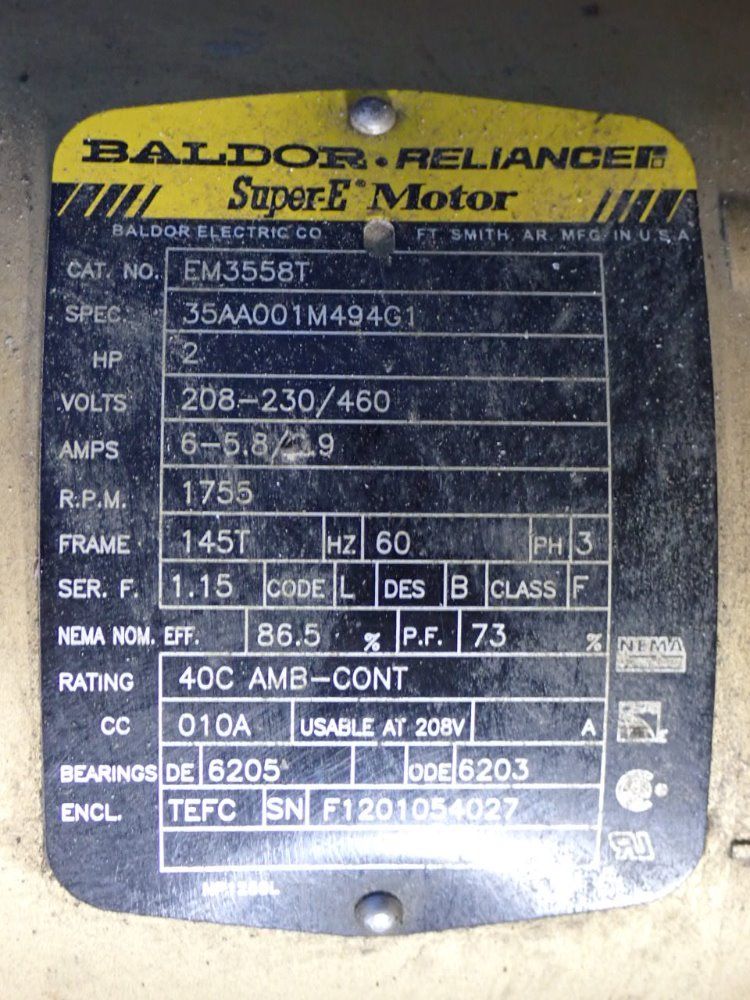 BALDOR • RELIANCER
Super-E® Motor
BALDOR ELECTRIC CO. FT. SMITH, AR. MFG. IN U.S.A.
CAT. NO. EM3558T
SPEC. 35AA001M494G1
HP 2
VOLTS 208-230/460
AMPS 6-5.8/ .9
R.P.M. 1755
FRAME 145T HZ 60 PH 3
SER. F. 1.15 CODE L DES B CLASS F
NEMA NOM. EFF. 86.5 % P.F. 73 %
NEMA
RATING 40C AMB-CONT
CC 010A USABLE AT 208V A
BEARINGS DE 6205 ODE 6203
ENCL. TEFC SN F1201054027